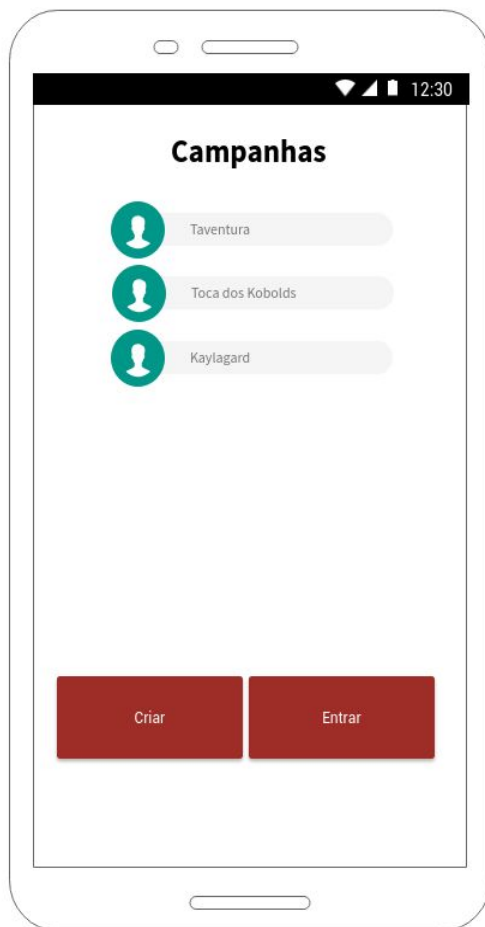 12:30
Campanhas
Taventura
Toca dos Kobolds
Kaylagard
Criar Entrar